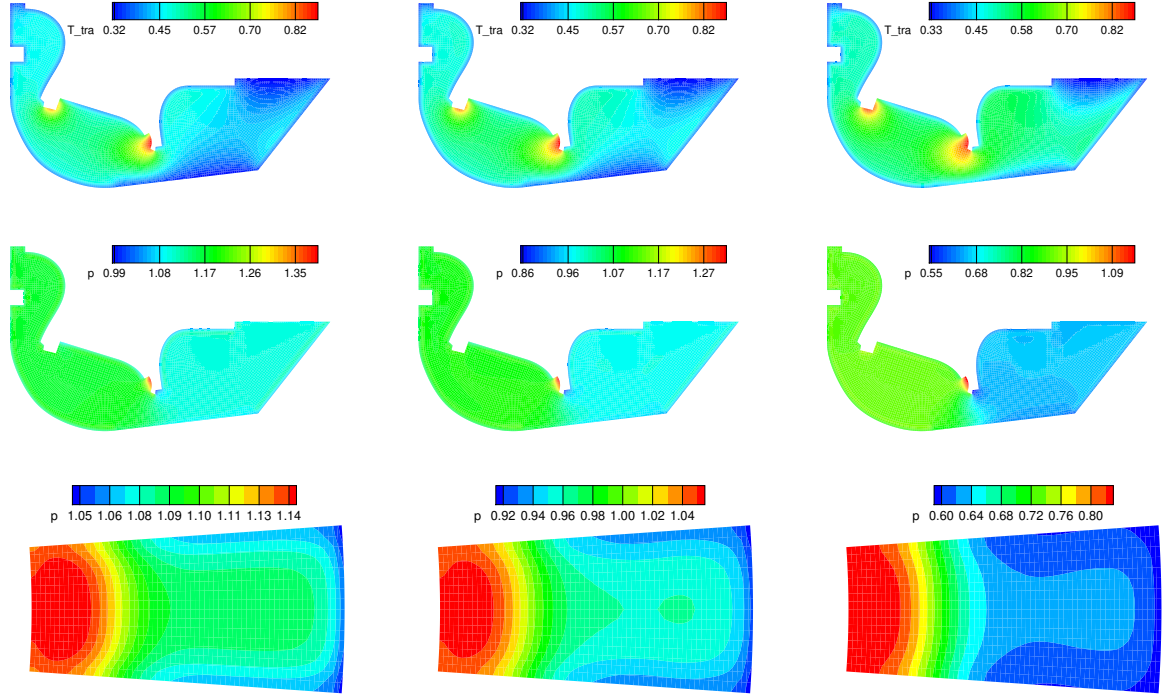 T_tra 0.32 0.45 0.57 0.70 0.82
T_tra 0.32 0.45 0.57 0.70 0.82
T_tra 0.33 0.45 0.58 0.70 0.82
p 0.99 1.08 1.17 1.26 1.35
p 0.86 0.96 1.07 1.17 1.27
p 0.55 0.68 0.82 0.95 1.09
p 1.05 1.06 1.08 1.09 1.10 1.11 1.13 1.14
p 0.92 0.94 0.96 0.98 1.00 1.02 1.04
p 0.60 0.64 0.68 0.72 0.76 0.80